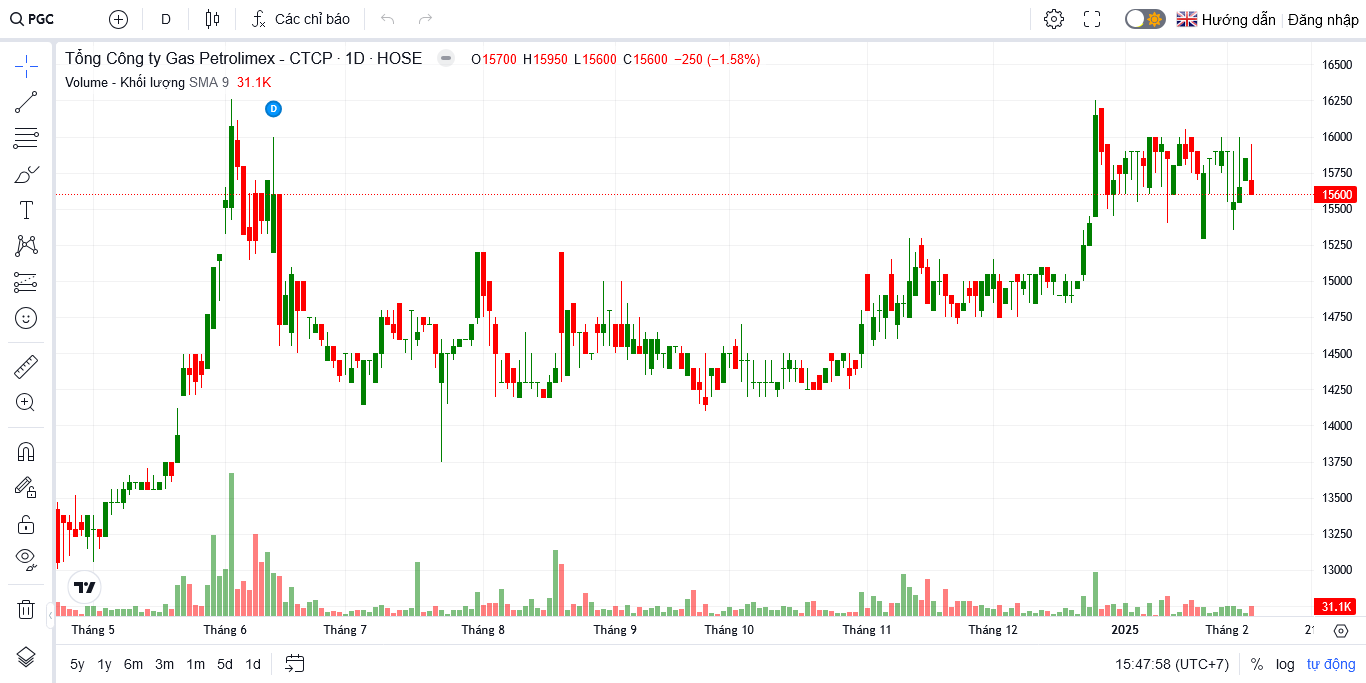 PGC D Các chỉ báo Hướng dẫn Đăng nhập
Tổng Công ty Gas Petrolimex - CTCP · 1D · HOSE O15700 H15950 L15600 C15600 −250 (−1.58%)
Volume - Khối lượng SMA 9 31.1K
D
16500
16250
16000
15750
15600
15500
15250
15000
14750
14500
14250
14000
13750
13500
13250
13000
31.1K
Tháng 5 Tháng 6 Tháng 7 Tháng 8 Tháng 9 Tháng 10 Tháng 11 Tháng 12 2025 Tháng 2
5y 1y 6m 3m 1m 5d 1d 15:47:58 (UTC+7) % log tự động